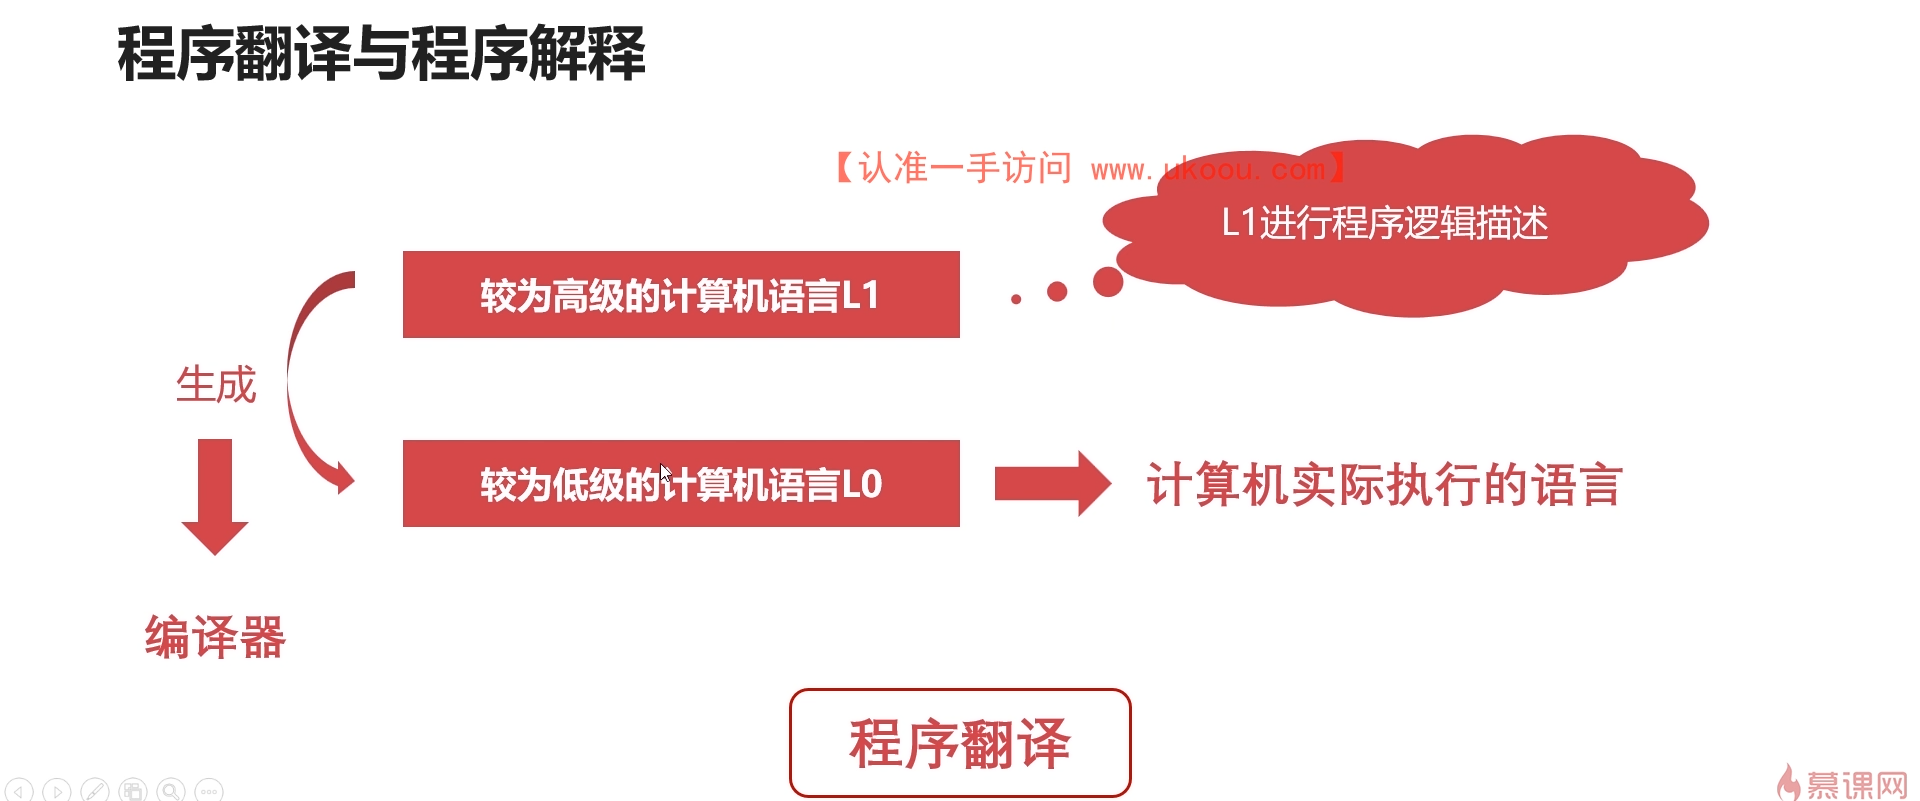 程序翻译与程序解释
【认准一手访问 www.ukoou.com】
L1进行程序逻辑描述
较为高级的计算机语言L1
生成
较为低级的计算机语言L0
计算机实际执行的语言
编译器
程序翻译
慕课网